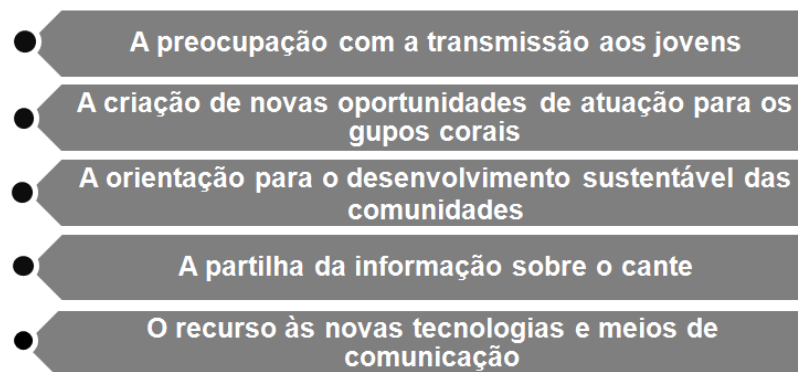 A preocupação com a transmissão aos jovens
A criação de novas oportunidades de atuação para os
gupos corais
A orientação para o desenvolvimento sustentável das
comunidades
A partilha da informação sobre o cante
O recurso às novas tecnologias e meios de
comunicação